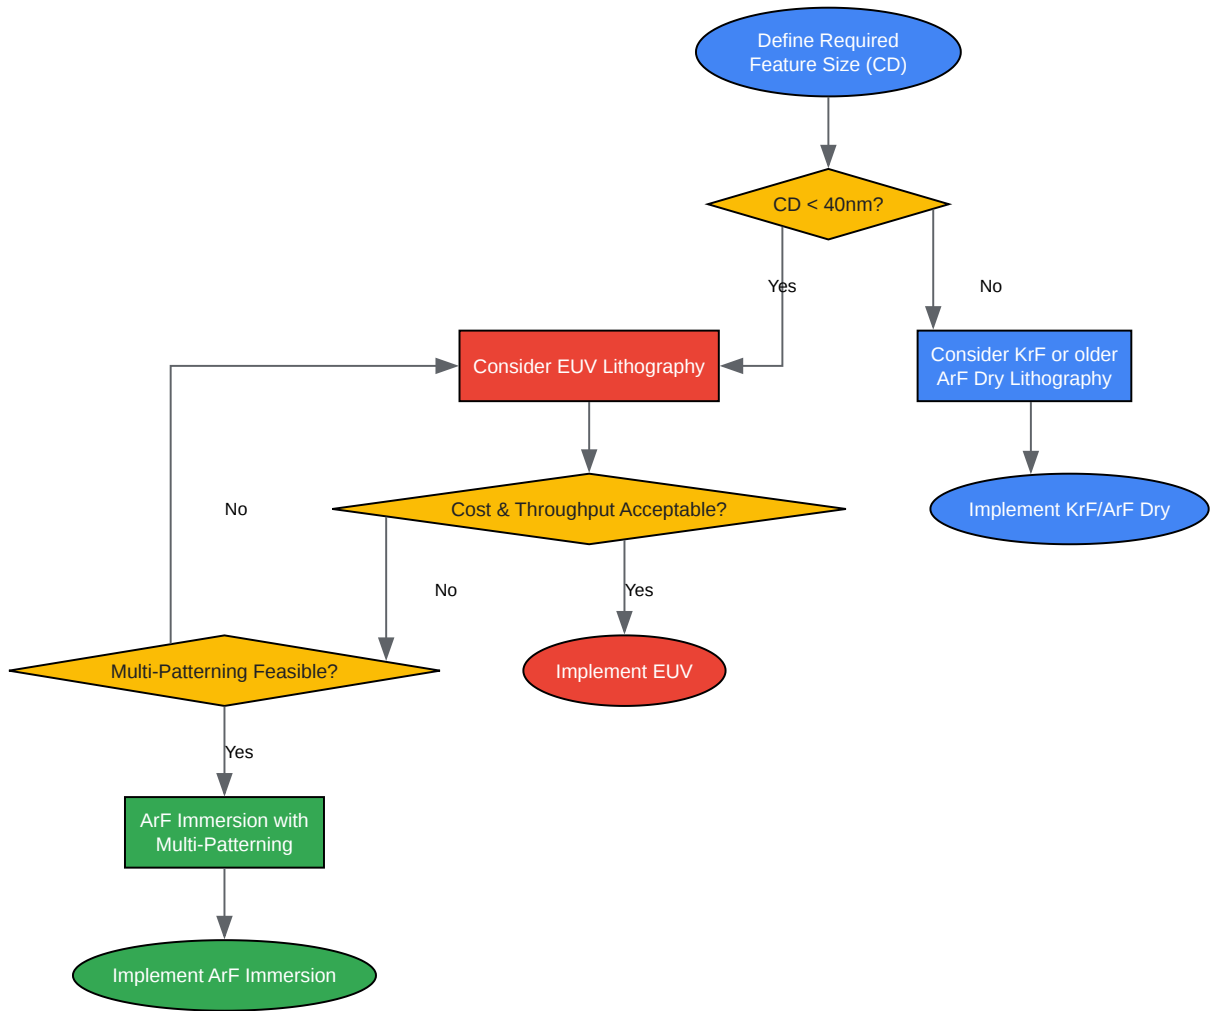 Define Required
Feature Size (CD)
CD < 40nm?
Yes
No
Consider EUV Lithography
Consider KrF or older
ArF Dry Lithography
No
Cost & Throughput Acceptable?
Implement KrF/ArF Dry
No
Yes
Multi-Patterning Feasible?
Implement EUV
Yes
ArF Immersion with
Multi-Patterning
Implement ArF Immersion